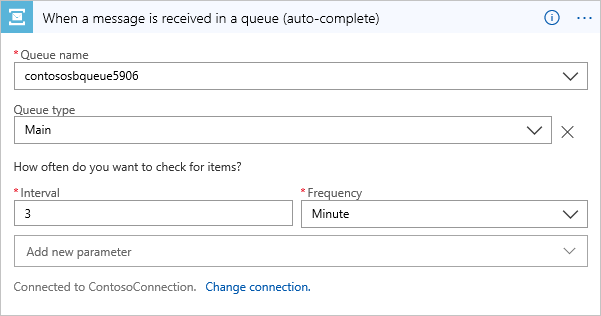 When a message is received in a queue (auto-complete)
* Queue name
contososbqueue5906
Queue type
Main
How often do you want to check for items?
* Interval
* Frequency
3
Minute
Add new parameter
Connected to ContosoConnection. Change connection.